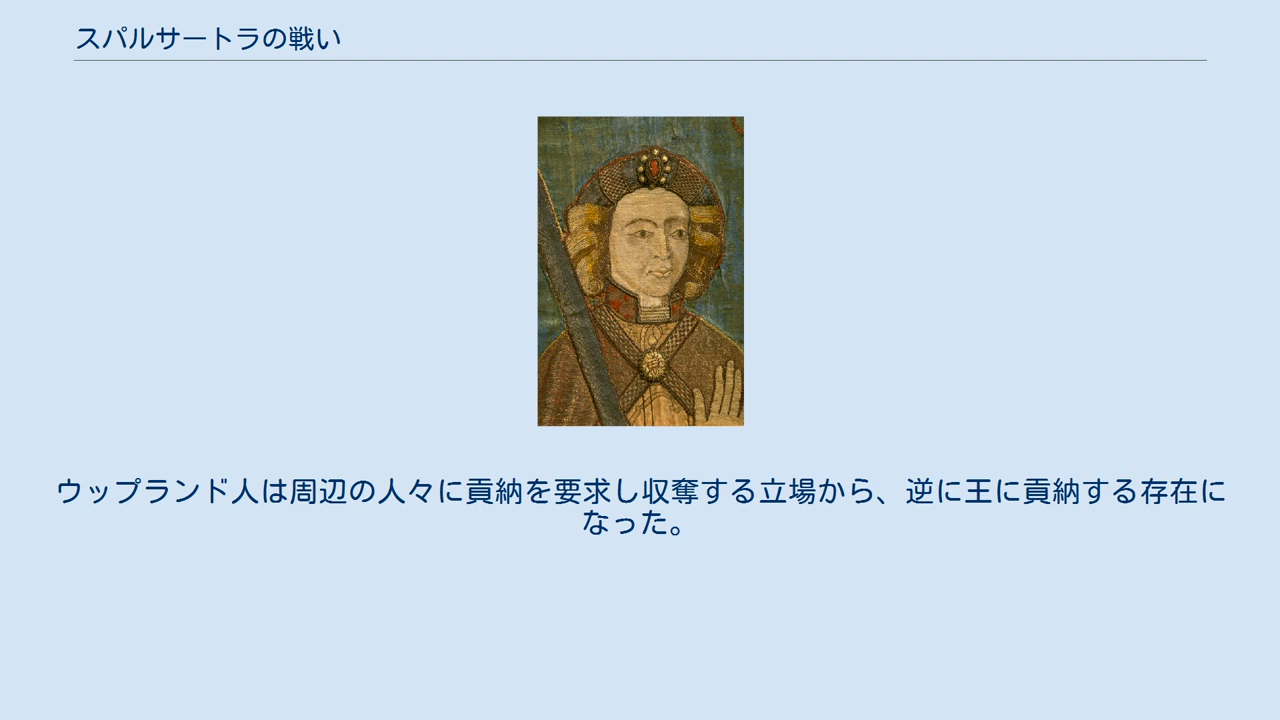 スパルサートラの戦い
ウップランド人は周辺の人々に貢納を要求し収奪する立場から、逆に王に貢納する存在に
なった。